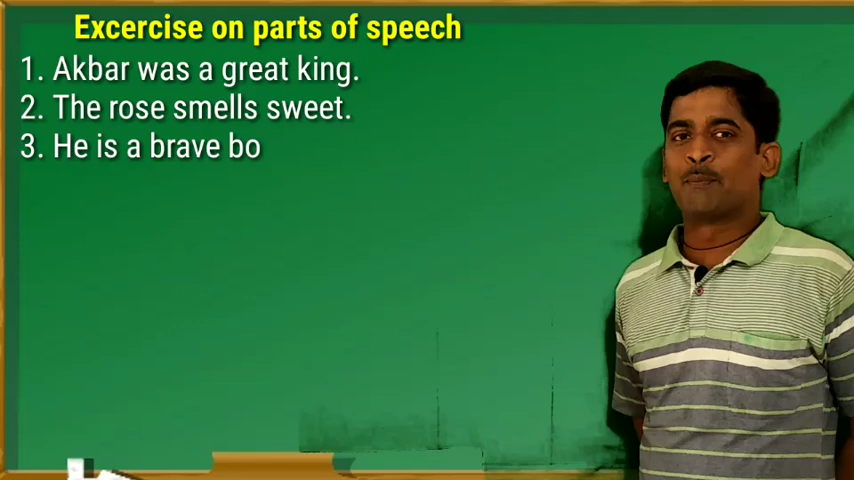 Excercise on parts of speech
1. Akbar was a great king.
2. The rose smells sweet.
3. He is a brave bo